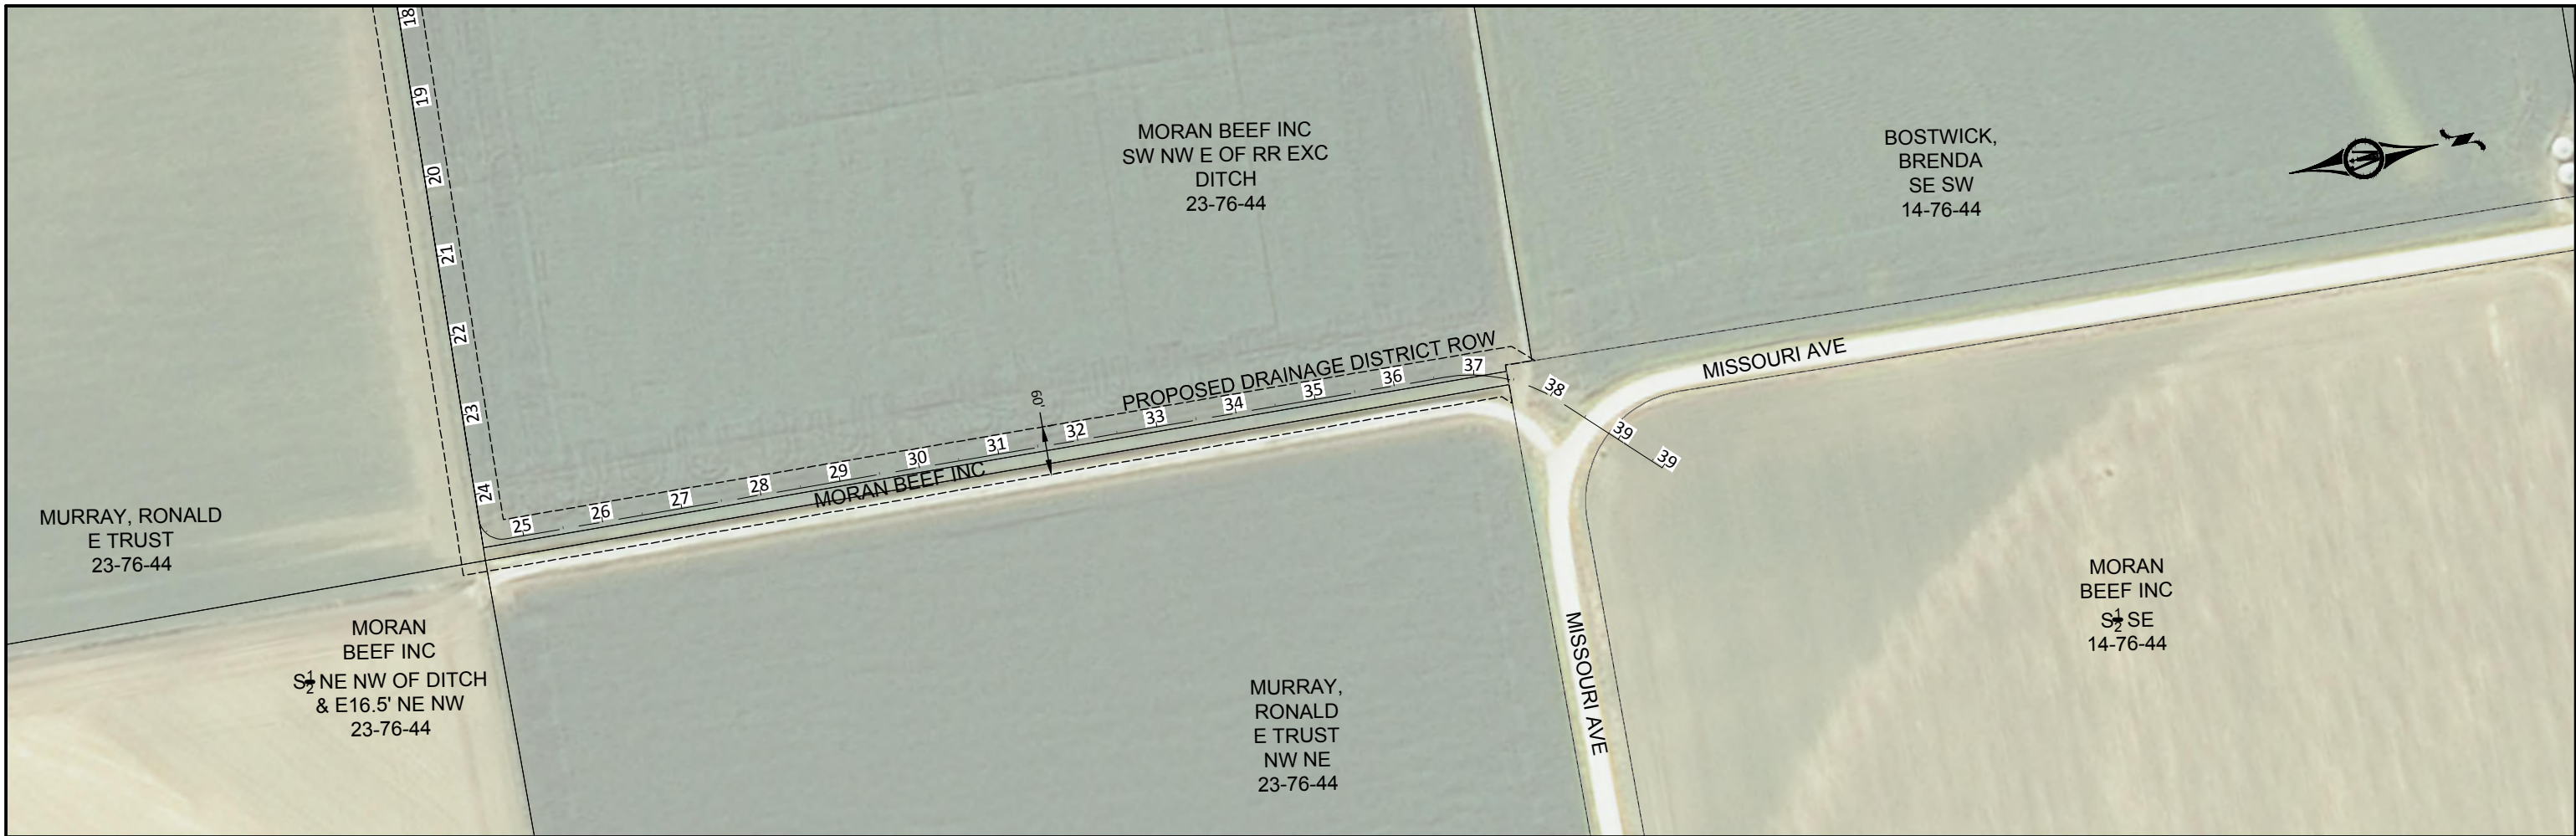 18
19
20
21
22
23
24
25
26
27
28
29
30
31
32
33
34
35
36
37
38
39
39
MORAN BEEF INC
SW NW E OF RR EXC
DITCH
23-76-44
BOSTWICK,
BRENDA
SE SW
14-76-44
N
PROPOSED DRAINAGE DISTRICT ROW
60'
MORAN BEEF INC
MISSOURI AVE
MURRAY, RONALD
E TRUST
23-76-44
MORAN
BEEF INC
S½ NE NW OF DITCH
& E16.5' NE NW
23-76-44
MURRAY,
RONALD
E TRUST
NW NE
23-76-44
MISSOURI AVE
MORAN
BEEF INC
S½ SE
14-76-44